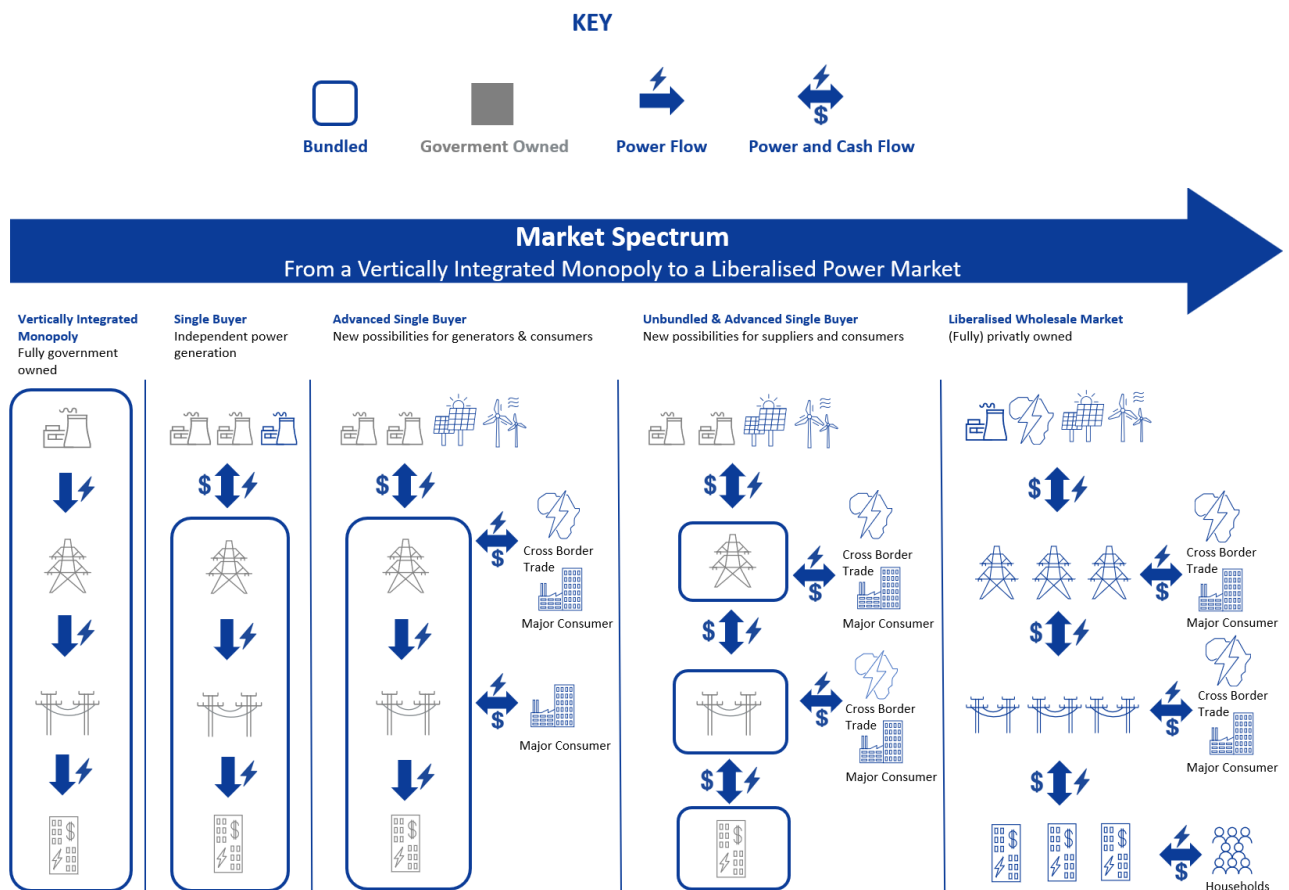 KEY
Bundled
Goverment Owned
Power Flow
$
Power and Cash Flow
Market Spectrum
From a Vertically Integrated Monopoly to a Liberalised Power Market
Vertically Integrated
Monopoly
Fully government
owned
Single Buyer
Independent power
generation
$
$
Advanced Single Buyer
New possibilities for generators & consumers
$
$
Cross Border
Trade
Major Consumer
$
Major Consumer
$
Unbundled & Advanced Single Buyer
New possibilities for suppliers and consumers
$
$
Cross Border
Trade
Major Consumer
$
$
Cross Border
Trade
Major Consumer
$
$
Liberalised Wholesale Market
(Fully) privatly owned
$
$
Cross Border
Trade
Major Consumer
$
$
Cross Border
Trade
Major Consumer
$
$ $ $
$
Households
$